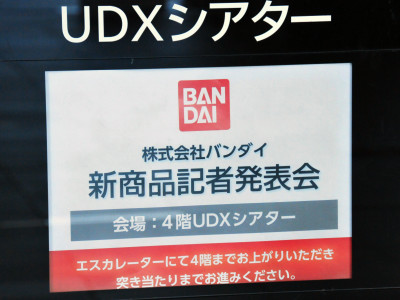 UDXシアター
BAN
DAI
株式会社バンダイ
新商品記者発表会
会場：4階UDXシアター
エスカレーターにて4階までお上がりいただき
突き当たりまでお進みください。